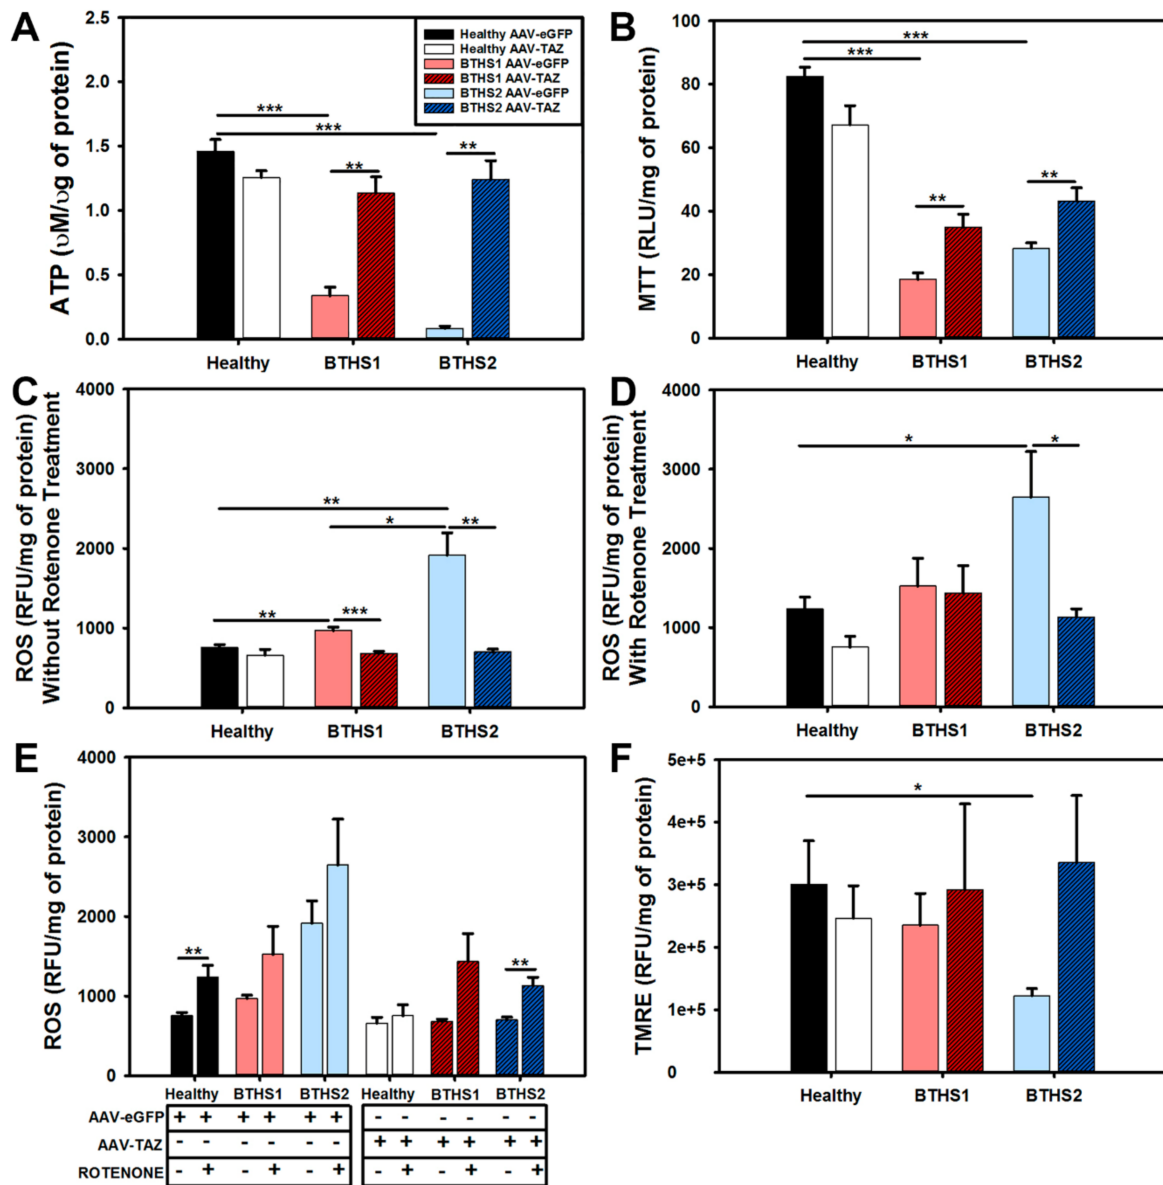 A
ATP (υM/υg of protein)
2.5
2.0
1.5
1.0
0.5
0.0
Healthy AAV-eGFP
Healthy AAV-TAZ
BTHS1 AAV-eGFP
BTHS1 AAV-TAZ
BTHS2 AAV-eGFP
BTHS2 AAV-TAZ
***
***
**
**
Healthy BTHS1 BTHS2
B
MTT (RLU/mg of protein)
100
80
60
40
20
0
***
***
**
**
Healthy BTHS1 BTHS2
C
ROS (RFU/mg of protein)
Without Rotenone Treatment
4000
3000
2000
1000
0
**
* **
** ***
Healthy BTHS1 BTHS2
D
ROS (RFU/mg of protein)
With Rotenone Treatment
4000
3000
2000
1000
0
* *
Healthy BTHS1 BTHS2
E
ROS (RFU/mg of protein)
4000
3000
2000
1000
0
** **
Healthy BTHS1 BTHS2 Healthy BTHS1 BTHS2
AAV-eGFP + + + + + + - - - - - -
AAV-TAZ - - - - - - + + + + + +
ROTENONE - + - + - + - + - + - +
F
TMRE (RFU/mg of protein)
5e+5
4e+5
3e+5
2e+5
1e+5
0
*
Healthy BTHS1 BTHS2